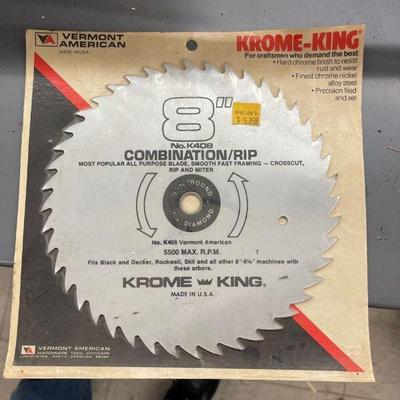 VERMONT
AMERICAN
MADE IN U.S.A.
KROME-KING®
For craftsmen who demand the best
• Hard chrome finish to resist
rust and wear
• Finest chrome nickel
alloy steel
• Precision filed
and set
8"
No. K408
COMBINATION/RIP
MOST POPULAR ALL PURPOSE BLADE, SMOOTH FAST FRAMING — CROSSCUT,
RIP AND MITER
ROUND
DIAMOND
No. K408 Vermont American
5500 MAX. R.P.M.
T
Fits Black and Decker, Rockwell, Skil and all other 8"-8¼" machines with
these arbors.
KROME KING®
MADE IN U.S.A.
VERMONT AMERICAN
HARDWARE TOOL DIVISION
LINCOLNTON, NORTH CAROLINA 28092